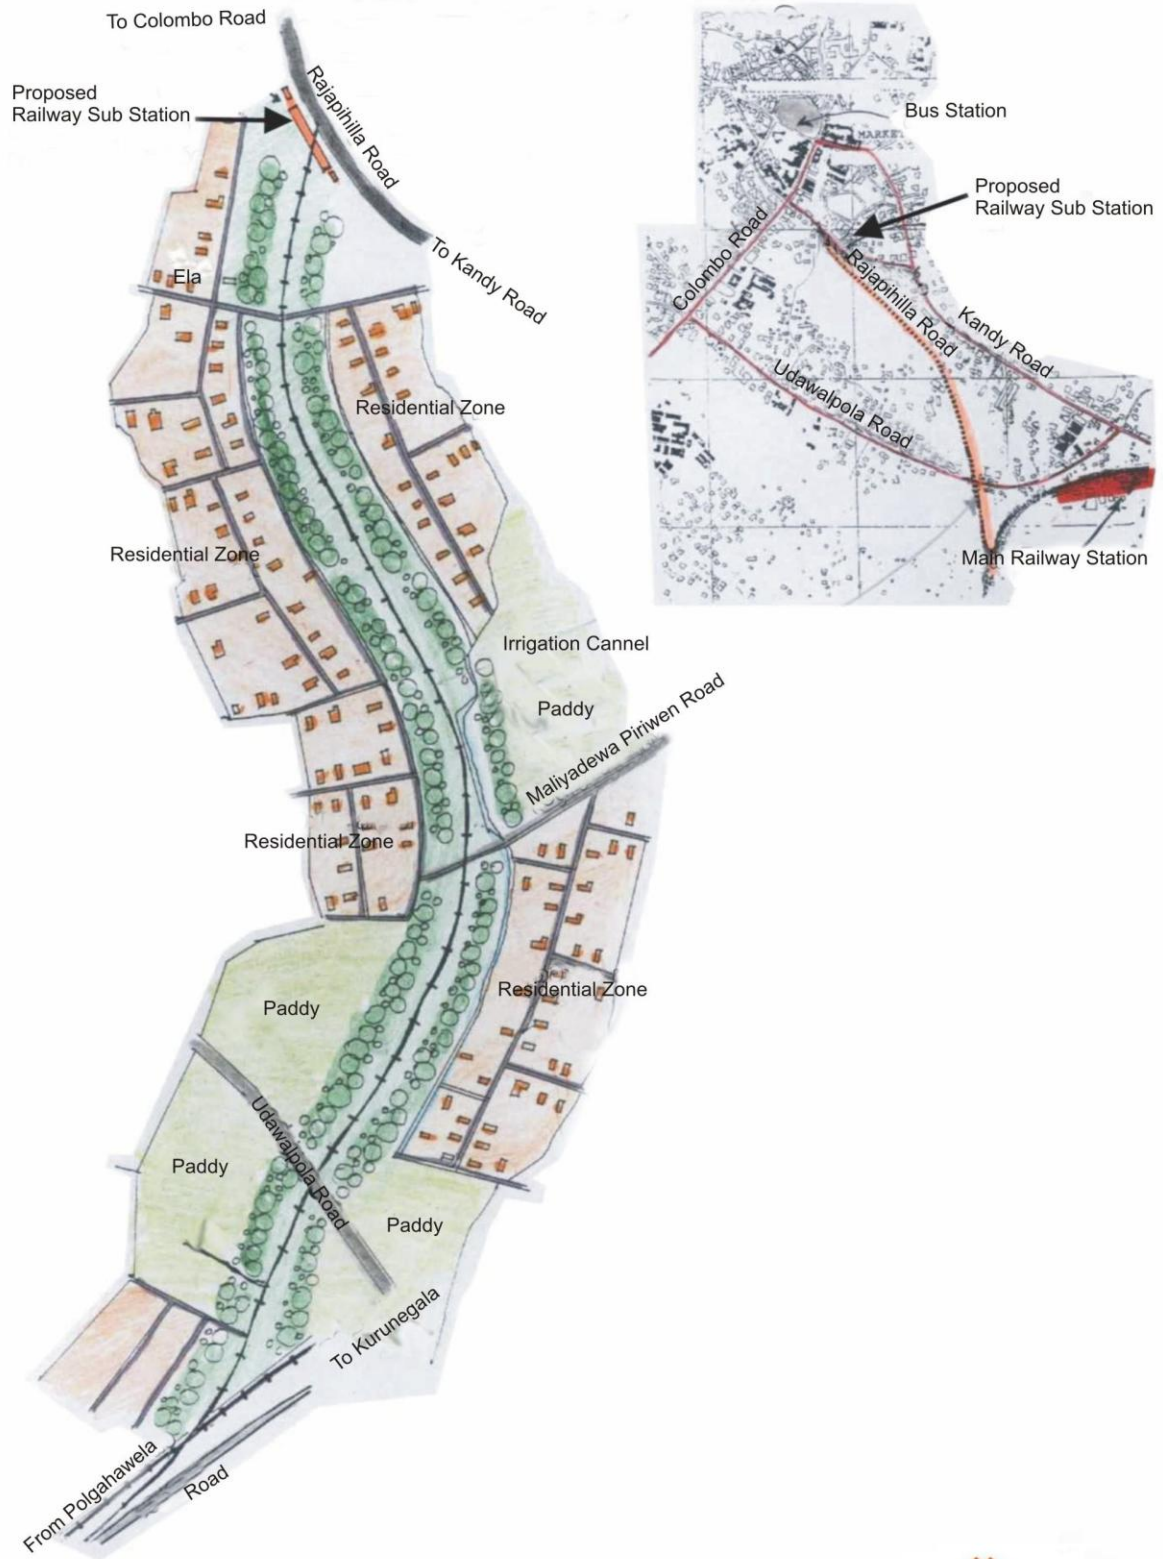 To Colombo Road
Proposed
Railway Sub Station
Rajapihilla Road
To Kandy Road
Ela
Residential Zone
Residential Zone
Irrigation Cannel
Paddy
Maliyadewa Piriwen Road
Residential Zone
Residential Zone
Paddy
Udawalpola Road
Paddy
Paddy
To Kurunegala
From Polgahawela
Road
Bus Station
MARKET
Proposed
Railway Sub Station
Colombo Road
Rajapihilla Road
Kandy Road
Udawalpola Road
Main Railway Station